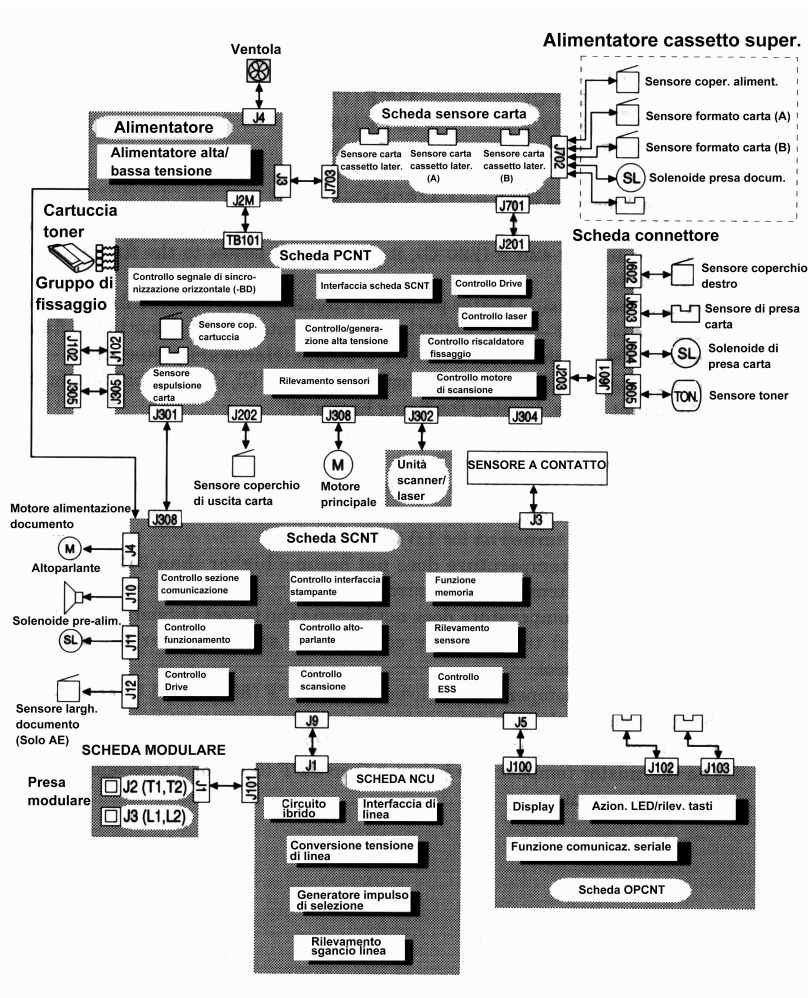 Alimentatore cassetto super.
Ventola
Sensore coper. aliment.
J4
Scheda sensore carta
Alimentatore
Sensore formato carta (A)
Alimentatore alta/
bassa tensione
Sensore carta
cassetto later.
Sensore carta
cassetto later.
(A)
Sensore carta
cassetto later.
(B)
J702
Sensore formato carta (B)
J3
J703
SL
Solenoide presa docum.
J2M
J701
Cartuccia
toner
TB101
Scheda PCNT
J201
Scheda connettore
Gruppo di
fissaggio
Controllo segnale di sincro-
nizzazione orizzontale (-BD)
Interfaccia scheda SCNT
Controllo Drive
J602
Sensore coperchio
destro
Controllo laser
J603
Sensore di presa
carta
Sensore cop.
cartuccia
Controllo/genera-
zione alta tensione
Controllo riscaldatore
fissaggio
J102
J102
J604
SL
Solenoide di
presa carta
Sensore
espulsione
carta
Rilevamento sensori
Controllo motore
di scansione
J203
J601
J305
J305
J605
TON.
Sensore toner
J301
J202
J308
J302
J304
Sensore coperchio
di uscita carta
M
Motore
principale
Unità
scanner/
laser
SENSORE A CONTATTO
Motore alimentazione
documento
J308
J3
Scheda SCNT
M
J4
Altoparlante
Controllo sezione
comunicazione
Controllo interfaccia
stampante
Funzione
memoria
J10
Solenoide pre-alim.
SL
J11
Controllo
funzionamento
Controllo alto-
parlante
Rilevamento
sensore
J12
Controllo
Drive
Controllo
scansione
Controllo
ESS
Sensore largh.
documento
(Solo AE)
J9
J5
SCHEDA MODULARE
J1
J100
J102
J103
Presa
modulare
J2 (T1,T2)
J3 (L1,L2)
J1
J101
SCHEDA NCU
Circuito
ibrido
Interfaccia di
linea
Display
Azion. LED/rilev. tasti
Conversione tensione
di linea
Funzione comunicaz. seriale
Generatore impulso
di selezione
Scheda OPCNT
Rilevamento
sgancio linea